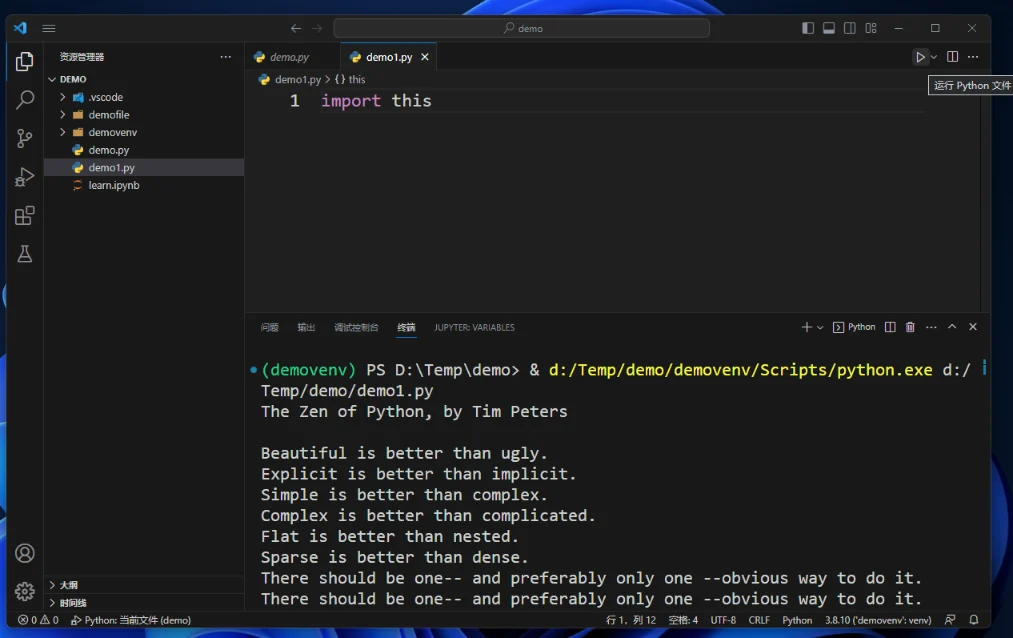 demo
资源管理器
demo.py
demo1.py
DEMO
demo1.py > {} this
运行 Python 文件
.vscode
1 import this
demofile
demovenv
demo.py
demo1.py
learn.ipynb
问题 输出 调试控制台 终端 JUPYTER: VARIABLES
Python
(demovenv) PS D:\Temp\demo> & d:/Temp/demo/demovenv/Scripts/python.exe d:/
Temp/demo/demo1.py
The Zen of Python, by Tim Peters
Beautiful is better than ugly.
Explicit is better than implicit.
Simple is better than complex.
Complex is better than complicated.
Flat is better than nested.
Sparse is better than dense.
There should be one-- and preferably only one --obvious way to do it.
There should be one-- and preferably only one --obvious way to do it.
大纲
时间线
0 0 Python: 当前文件 (demo)
行 1，列 12 空格: 4 UTF-8 CRLF Python 3.8.10 ('demovenv': venv)